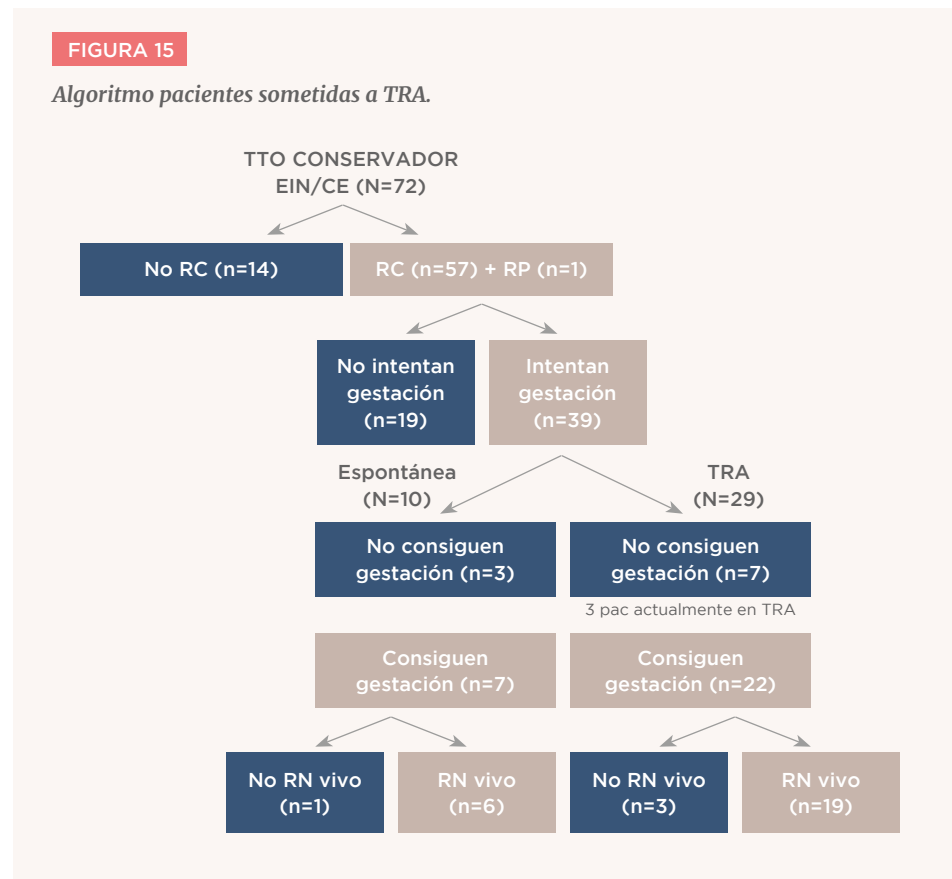 FIGURA 15
Algoritmo pacientes sometidas a TRA.
TTO CONSERVADOR
EIN/CE (N=72)
No RC (n=14)
RC (n=57) + RP (n=1)
No intentan
gestación
(n=19)
Intentan
gestación
(n=39)
Espontánea
(N=10)
TRA
(N=29)
No consiguen
gestación (n=3)
No consiguen
gestación (n=7)
3 pac actualmente en TRA
Consiguen
gestación (n=7)
Consiguen
gestación (n=22)
No RN vivo
(n=1)
RN vivo
(n=6)
No RN vivo
(n=3)
RN vivo
(n=19)